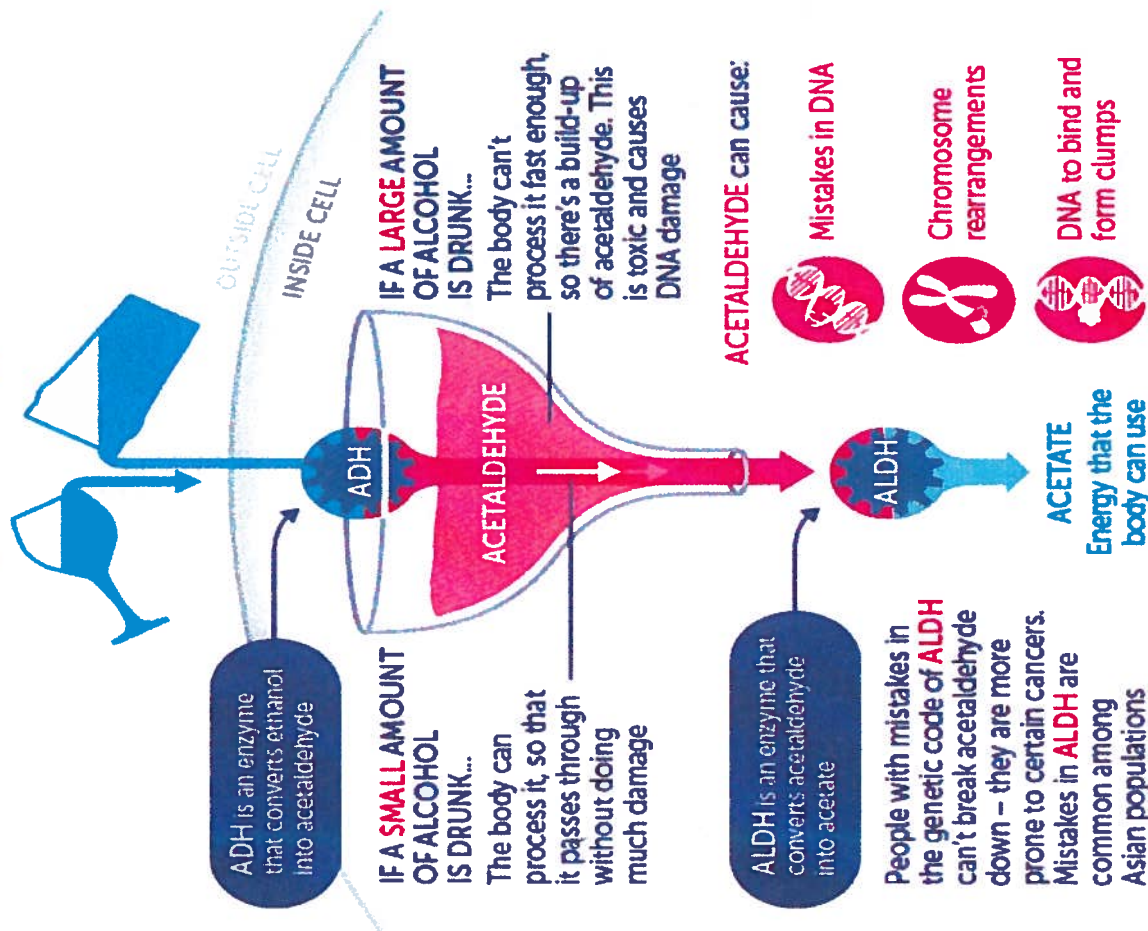 OUTSIDE CELL
INSIDE CELL
ADH is an enzyme
that converts ethanol
into acetaldehyde
ADH
IF A SMALL AMOUNT
OF ALCOHOL
IS DRUNK...
The body can
process it, so that
it passes through
without doing
much damage
ACETALDEHYDE
IF A LARGE AMOUNT
OF ALCOHOL
IS DRUNK...
The body can't
process it fast enough,
so there's a build-up
of acetaldehyde. This
is toxic and causes
DNA damage
ALDH is an enzyme that
converts acetaldehyde
into acetate
ALDH
ACETALDEHYDE can cause:
Mistakes in DNA
Chromosome
rearrangements
DNA to bind and
form clumps
People with mistakes in
the genetic code of ALDH
can't break acetaldehyde
down – they are more
prone to certain cancers.
Mistakes in ALDH are
common among
Asian populations
ACETATE
Energy that the
body can use